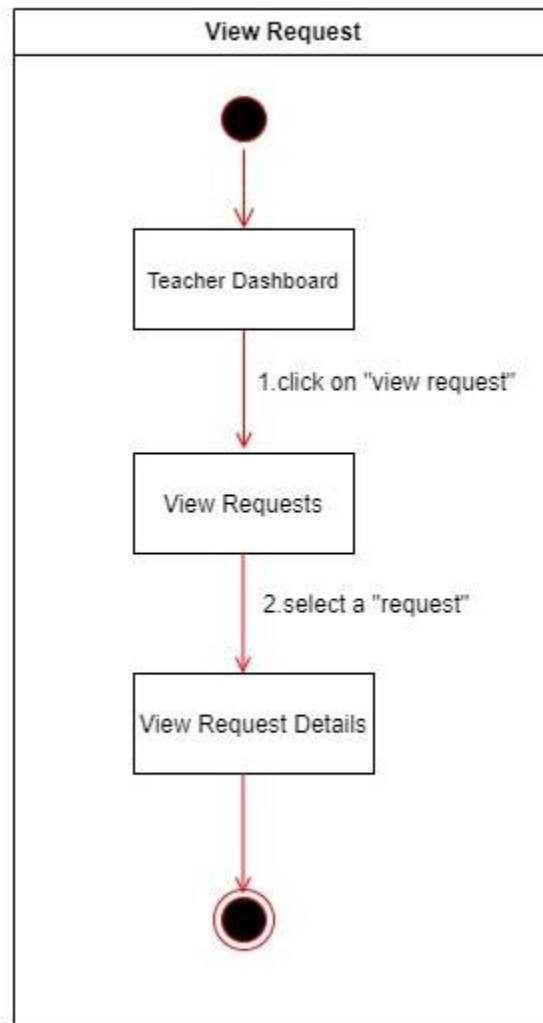 View Request
Teacher Dashboard
1.click on "view request"
View Requests
2.select a "request"
View Request Details